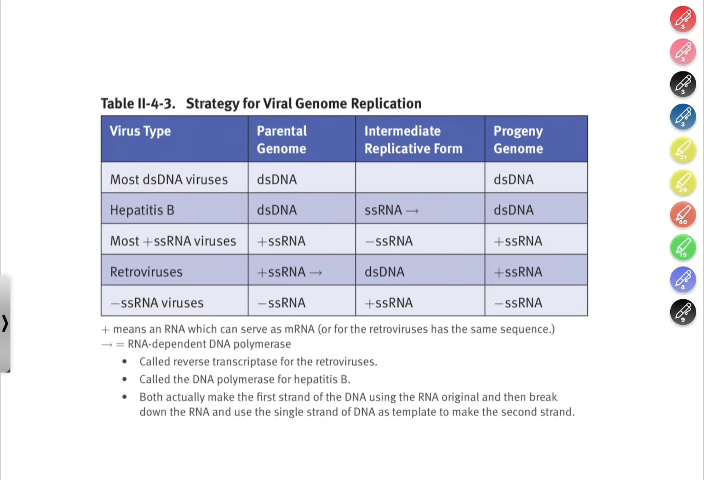 Table II-4-3. Strategy for Viral Genome Replication
Virus Type Parental Genome Intermediate Replicative Form Progeny Genome
Most dsDNA viruses dsDNA dsDNA
Hepatitis B dsDNA ssRNA → dsDNA
Most +ssRNA viruses +ssRNA −ssRNA +ssRNA
Retroviruses +ssRNA → dsDNA +ssRNA
−ssRNA viruses −ssRNA +ssRNA −ssRNA
+ means an RNA which can serve as mRNA (or for the retroviruses has the same sequence.)
→ = RNA-dependent DNA polymerase
• Called reverse transcriptase for the retroviruses.
• Called the DNA polymerase for hepatitis B.
• Both actually make the first strand of the DNA using the RNA original and then break
down the RNA and use the single strand of DNA as template to make the second strand.